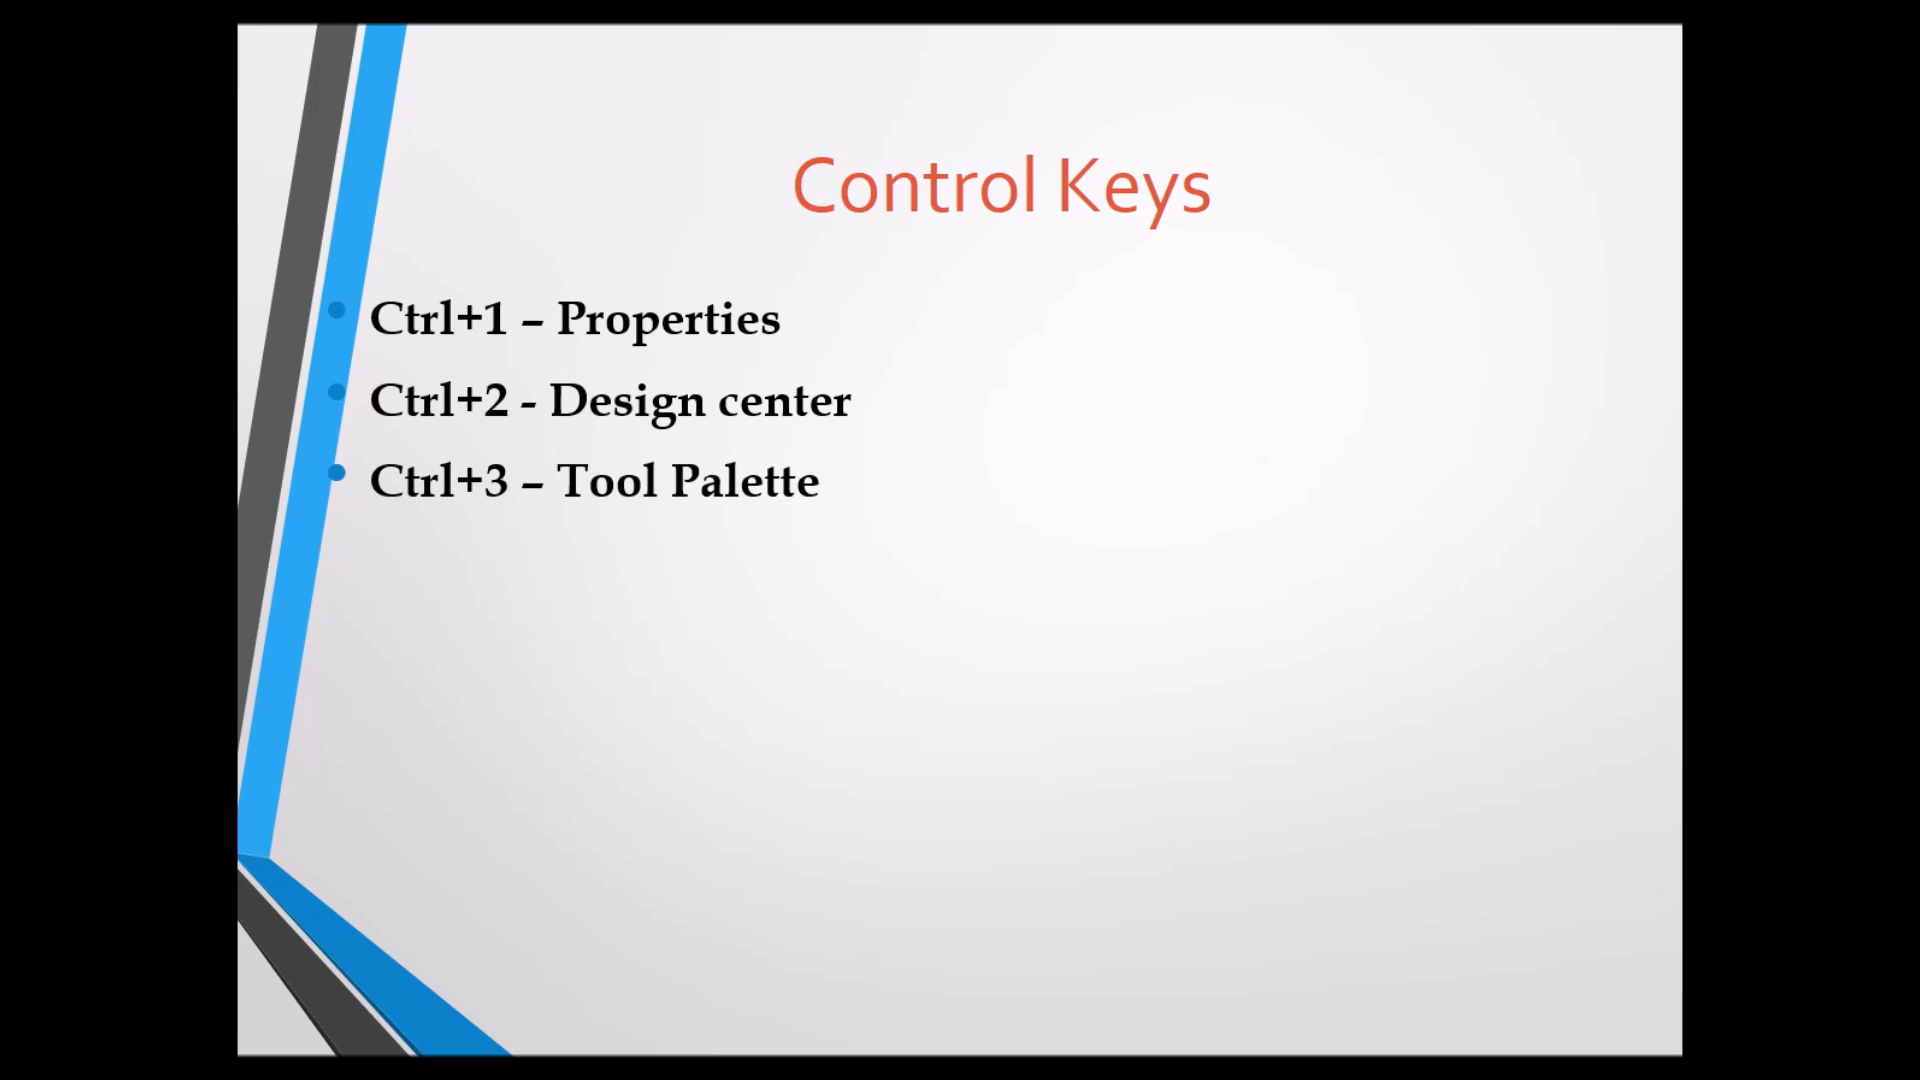 Control Keys
Ctrl+1 – Properties
Ctrl+2 - Design center
Ctrl+3 – Tool Palette